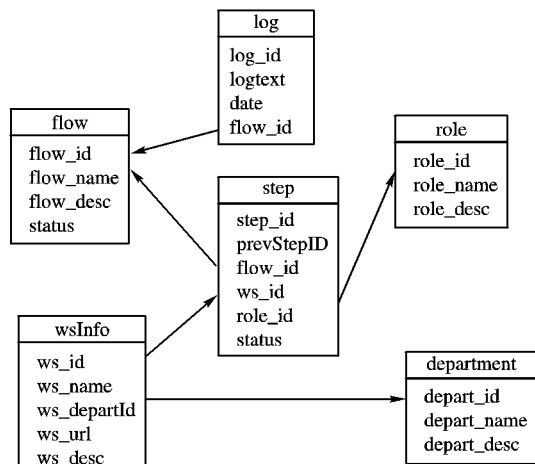 log
log_id
logtext
date
flow_id
flow
flow_id
flow_name
flow_desc
status
role
role_id
role_name
role_desc
step
step_id
prevStepID
flow_id
ws_id
role_id
status
wsInfo
ws_id
ws_name
ws_departId
ws_url
ws_desc
department
depart_id
depart_name
depart_desc